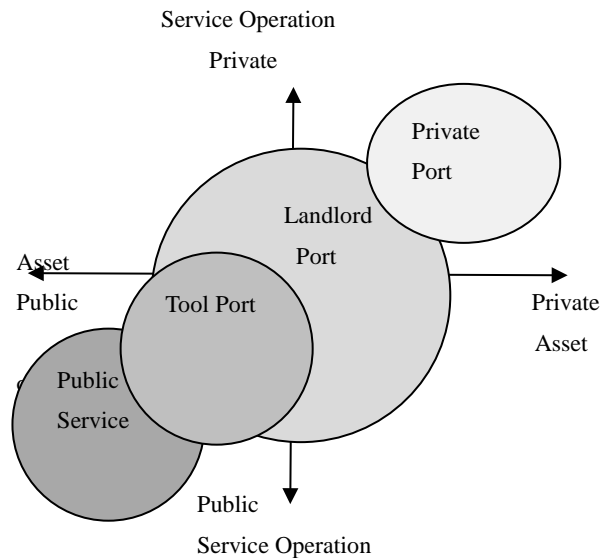 Service Operation
Private
Private
Port
Landlord
Port
Asset
Public
Tool Port
Private
Asset
Public
Service
Public
Service Operation